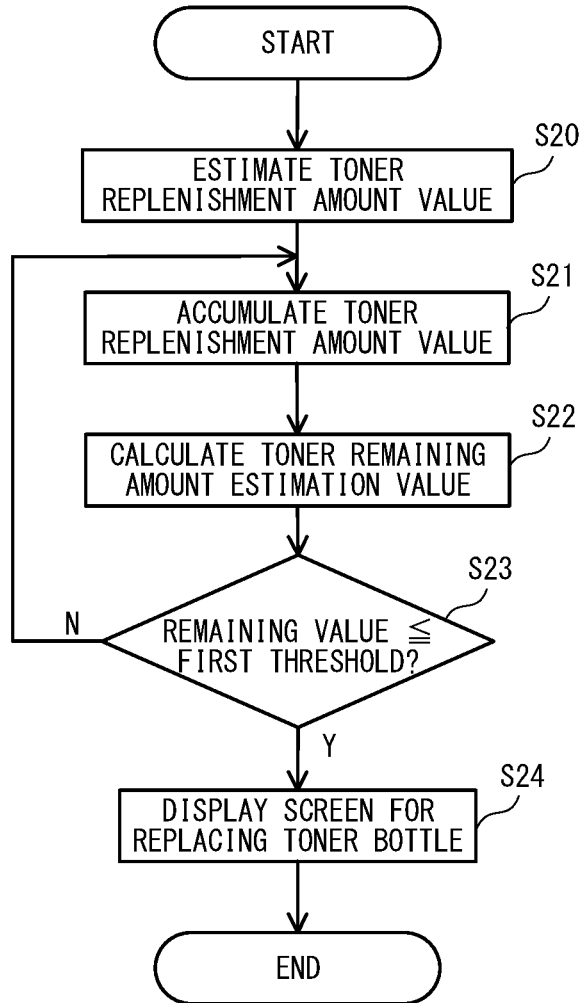 START
S20
ESTIMATE TONER
REPLENISHMENT AMOUNT VALUE
S21
ACCUMULATE TONER
REPLENISHMENT AMOUNT VALUE
S22
CALCULATE TONER REMAINING
AMOUNT ESTIMATION VALUE
S23
REMAINING VALUE ≦
FIRST THRESHOLD?
N
Y
S24
DISPLAY SCREEN FOR
REPLACING TONER BOTTLE
END